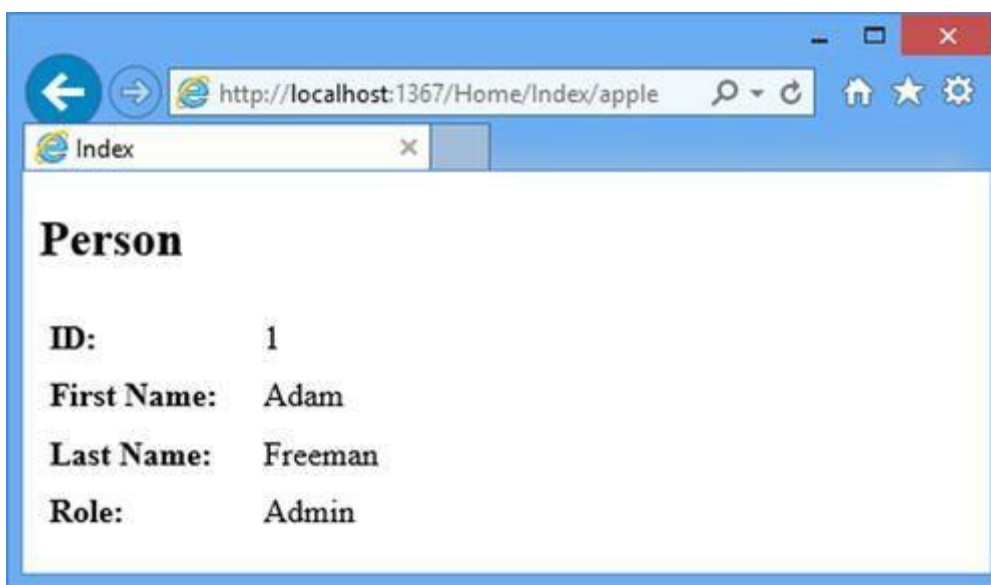 http://localhost:1367/Home/Index/apple
Index
Person
ID: 1
First Name: Adam
Last Name: Freeman
Role: Admin